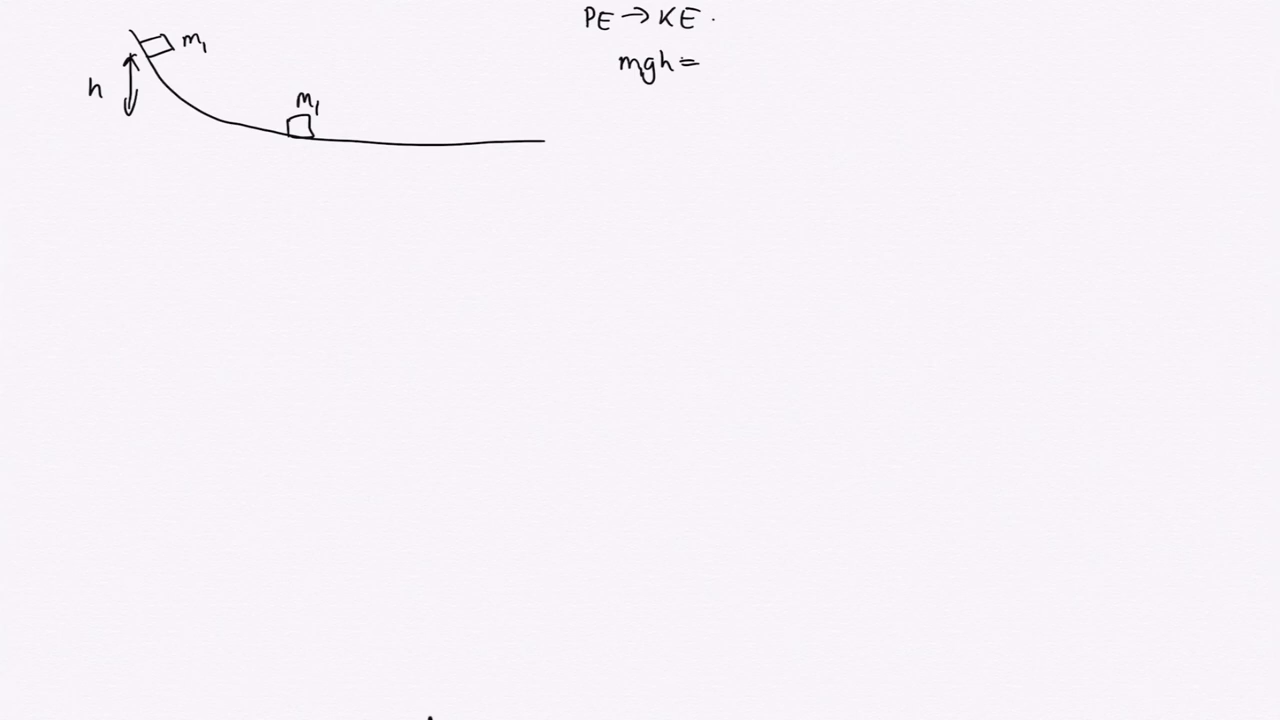 PE → KE.
m₁
mgh =
h
m₁